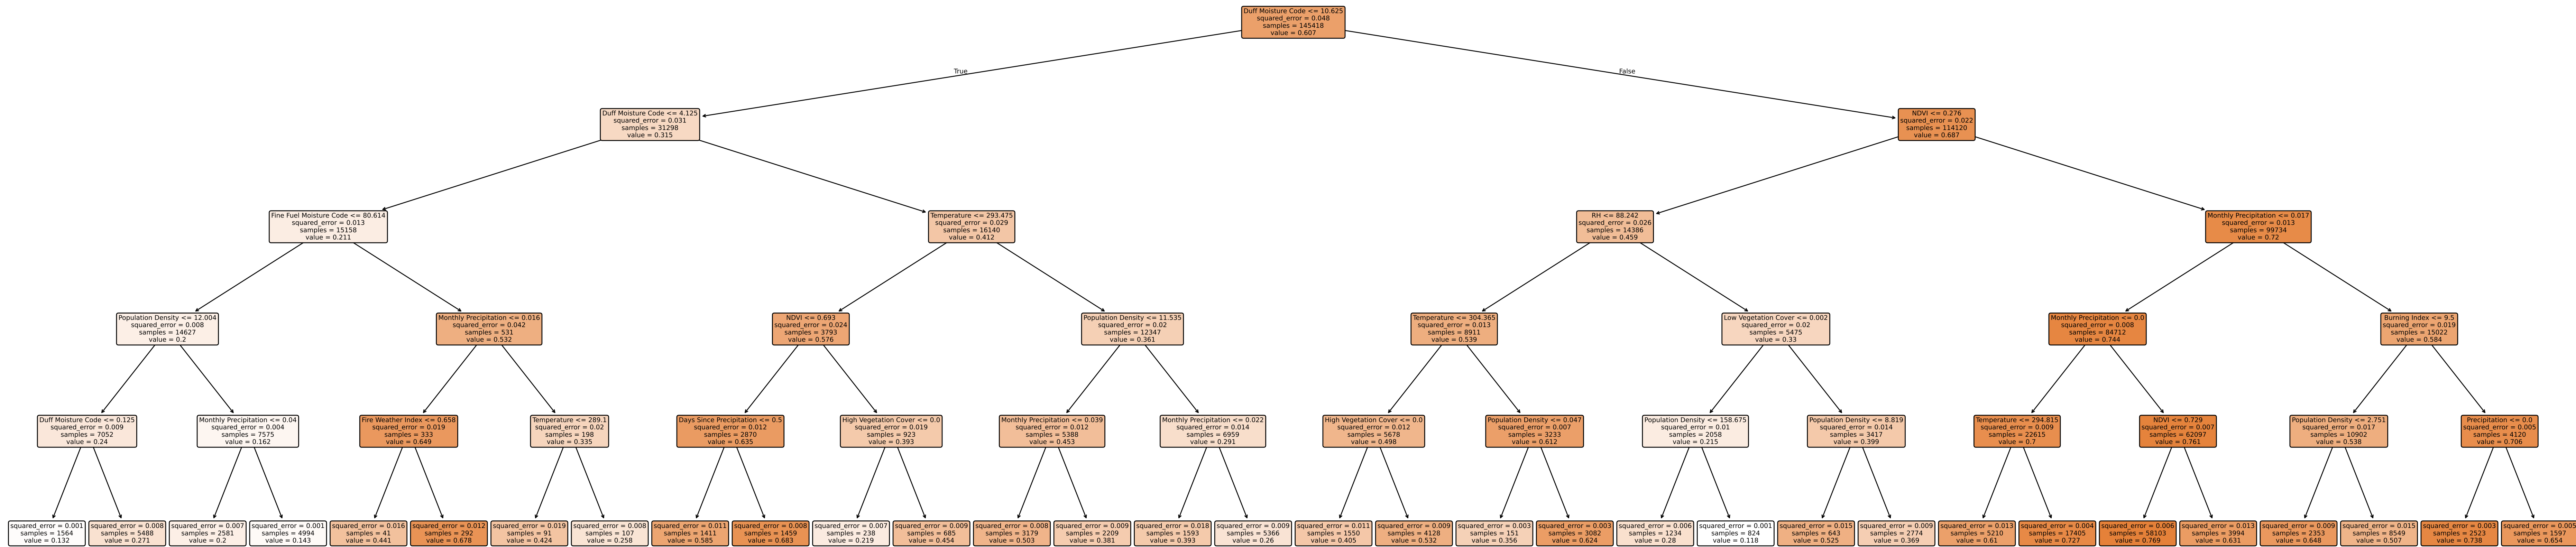 Duff Moisture Code <= 10.625
squared_error = 0.048
samples = 145418
value = 0.607
True
False
Duff Moisture Code <= 4.125
squared_error = 0.031
samples = 31298
value = 0.315
NDVI <= 0.276
squared_error = 0.022
samples = 114120
value = 0.687
Fine Fuel Moisture Code <= 80.614
squared_error = 0.013
samples = 15158
value = 0.211
Temperature <= 293.475
squared_error = 0.029
samples = 16140
value = 0.412
RH <= 88.242
squared_error = 0.026
samples = 14386
value = 0.459
Monthly Precipitation <= 0.017
squared_error = 0.013
samples = 99734
value = 0.72
Population Density <= 12.004
squared_error = 0.008
samples = 14627
value = 0.2
Monthly Precipitation <= 0.016
squared_error = 0.042
samples = 531
value = 0.532
NDVI <= 0.693
squared_error = 0.024
samples = 3793
value = 0.576
Population Density <= 11.535
squared_error = 0.02
samples = 12347
value = 0.361
Temperature <= 304.365
squared_error = 0.013
samples = 8911
value = 0.539
Low Vegetation Cover <= 0.002
squared_error = 0.02
samples = 5475
value = 0.33
Monthly Precipitation <= 0.0
squared_error = 0.008
samples = 84712
value = 0.744
Burning Index <= 9.5
squared_error = 0.019
samples = 15022
value = 0.584
Duff Moisture Code <= 0.125
squared_error = 0.009
samples = 7052
value = 0.24
Monthly Precipitation <= 0.04
squared_error = 0.004
samples = 7575
value = 0.162
Fire Weather Index <= 0.658
squared_error = 0.019
samples = 333
value = 0.649
Temperature <= 289.1
squared_error = 0.02
samples = 198
value = 0.335
Days Since Precipitation <= 0.5
squared_error = 0.012
samples = 2870
value = 0.635
High Vegetation Cover <= 0.0
squared_error = 0.019
samples = 923
value = 0.393
Monthly Precipitation <= 0.039
squared_error = 0.012
samples = 5388
value = 0.453
Monthly Precipitation <= 0.022
squared_error = 0.014
samples = 6959
value = 0.291
High Vegetation Cover <= 0.0
squared_error = 0.012
samples = 5678
value = 0.498
Population Density <= 0.047
squared_error = 0.007
samples = 3233
value = 0.612
Population Density <= 158.675
squared_error = 0.01
samples = 2058
value = 0.215
Population Density <= 8.819
squared_error = 0.014
samples = 3417
value = 0.399
Temperature <= 294.815
squared_error = 0.009
samples = 22615
value = 0.7
NDVI <= 0.729
squared_error = 0.007
samples = 62097
value = 0.761
Population Density <= 2.751
squared_error = 0.017
samples = 10902
value = 0.538
Precipitation <= 0.0
squared_error = 0.005
samples = 4120
value = 0.706
squared_error = 0.001
samples = 1564
value = 0.132
squared_error = 0.008
samples = 5488
value = 0.271
squared_error = 0.007
samples = 2581
value = 0.2
squared_error = 0.001
samples = 4994
value = 0.143
squared_error = 0.016
samples = 41
value = 0.441
squared_error = 0.012
samples = 292
value = 0.678
squared_error = 0.019
samples = 91
value = 0.424
squared_error = 0.008
samples = 107
value = 0.258
squared_error = 0.011
samples = 1411
value = 0.585
squared_error = 0.008
samples = 1459
value = 0.683
squared_error = 0.007
samples = 238
value = 0.219
squared_error = 0.009
samples = 685
value = 0.454
squared_error = 0.008
samples = 3179
value = 0.503
squared_error = 0.009
samples = 2209
value = 0.381
squared_error = 0.018
samples = 1593
value = 0.393
squared_error = 0.009
samples = 5366
value = 0.26
squared_error = 0.011
samples = 1550
value = 0.405
squared_error = 0.009
samples = 4128
value = 0.532
squared_error = 0.003
samples = 151
value = 0.356
squared_error = 0.003
samples = 3082
value = 0.624
squared_error = 0.006
samples = 1234
value = 0.28
squared_error = 0.001
samples = 824
value = 0.118
squared_error = 0.015
samples = 643
value = 0.525
squared_error = 0.009
samples = 2774
value = 0.369
squared_error = 0.013
samples = 5210
value = 0.61
squared_error = 0.004
samples = 17405
value = 0.727
squared_error = 0.006
samples = 58103
value = 0.769
squared_error = 0.013
samples = 3994
value = 0.631
squared_error = 0.009
samples = 2353
value = 0.648
squared_error = 0.015
samples = 8549
value = 0.507
squared_error = 0.003
samples = 2523
value = 0.738
squared_error = 0.005
samples = 1597
value = 0.654